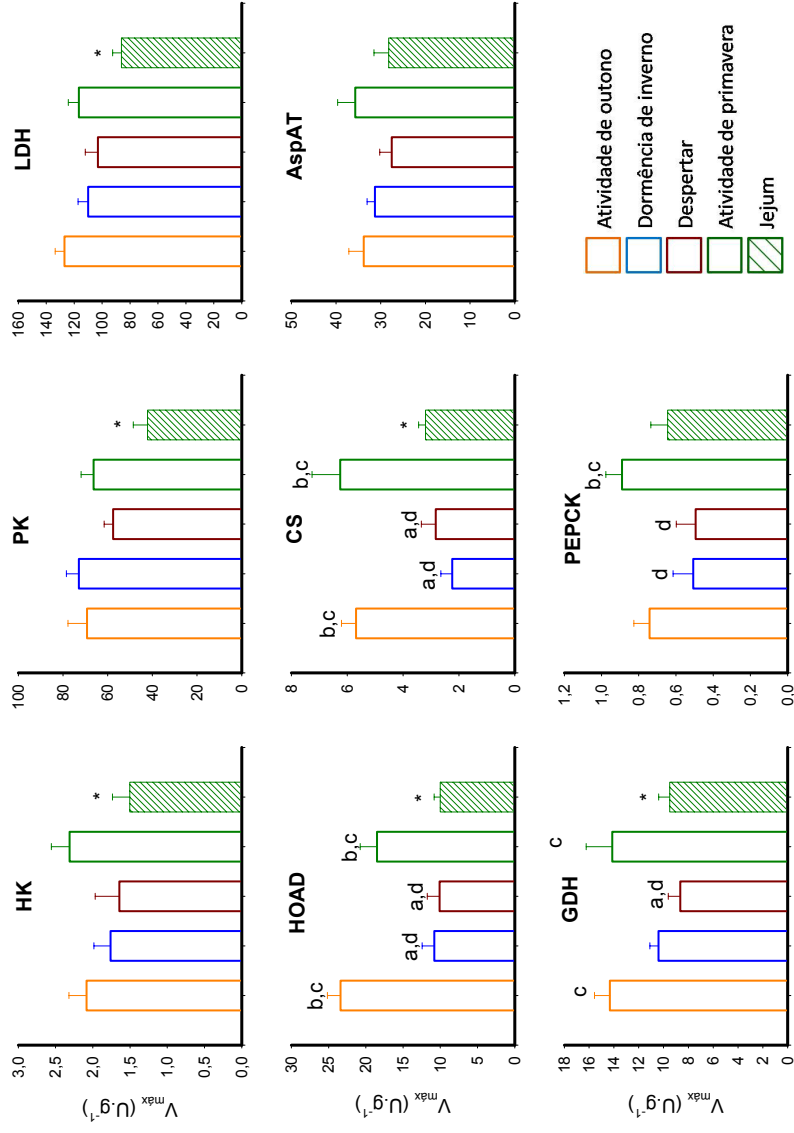 HK
3,0
2,5
2,0
1,5
1,0
0,5
0,0
V máx (U.g-1)
*
PK
100
80
60
40
20
0
*
LDH
160
140
120
100
80
60
40
20
0
*
HOAD
30
25
20
15
10
5
0
V máx (U.g-1)
b,c
a,d
a,d
b,c
*
CS
8
6
4
2
0
b,c
a,d
a,d
b,c
*
AspAT
50
40
30
20
10
0
GDH
18
16
14
12
10
8
6
4
2
0
V máx (U.g-1)
c
a,d
c
*
PEPCK
1,2
1,0
0,8
0,6
0,4
0,2
0,0
d
d
b,c
Atividade de outono
Dormência de inverno
Despertar
Atividade de primavera
Jejum